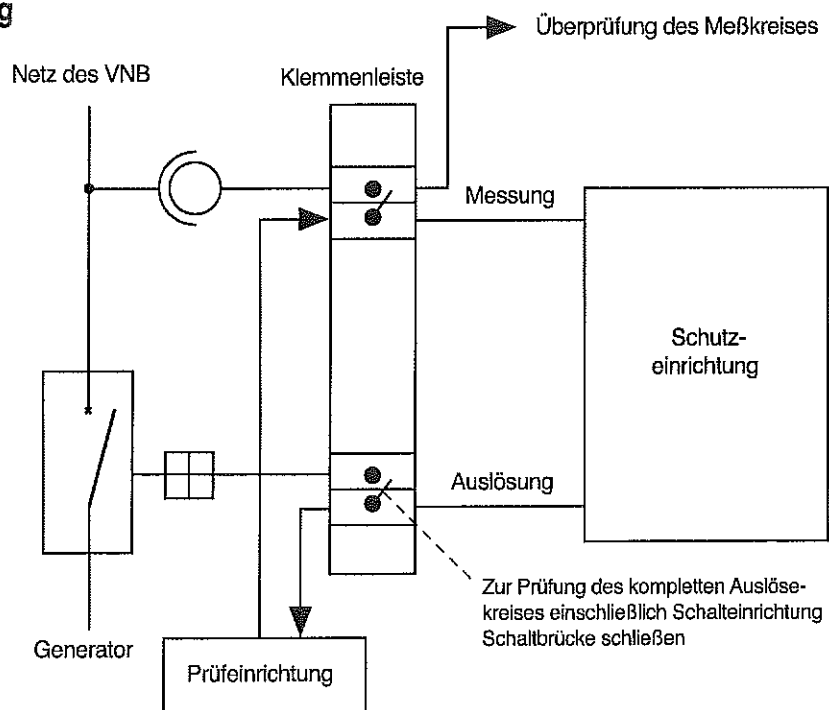 g
Überprüfung des Meßkreises
Netz des VNB
Klemmenleiste
Messung
Schutz-
einrichtung
Auslösung
Zur Prüfung des kompletten Auslöse-
kreises einschließlich Schalteinrichtung
Schaltbrücke schließen
Generator
Prüfeinrichtung